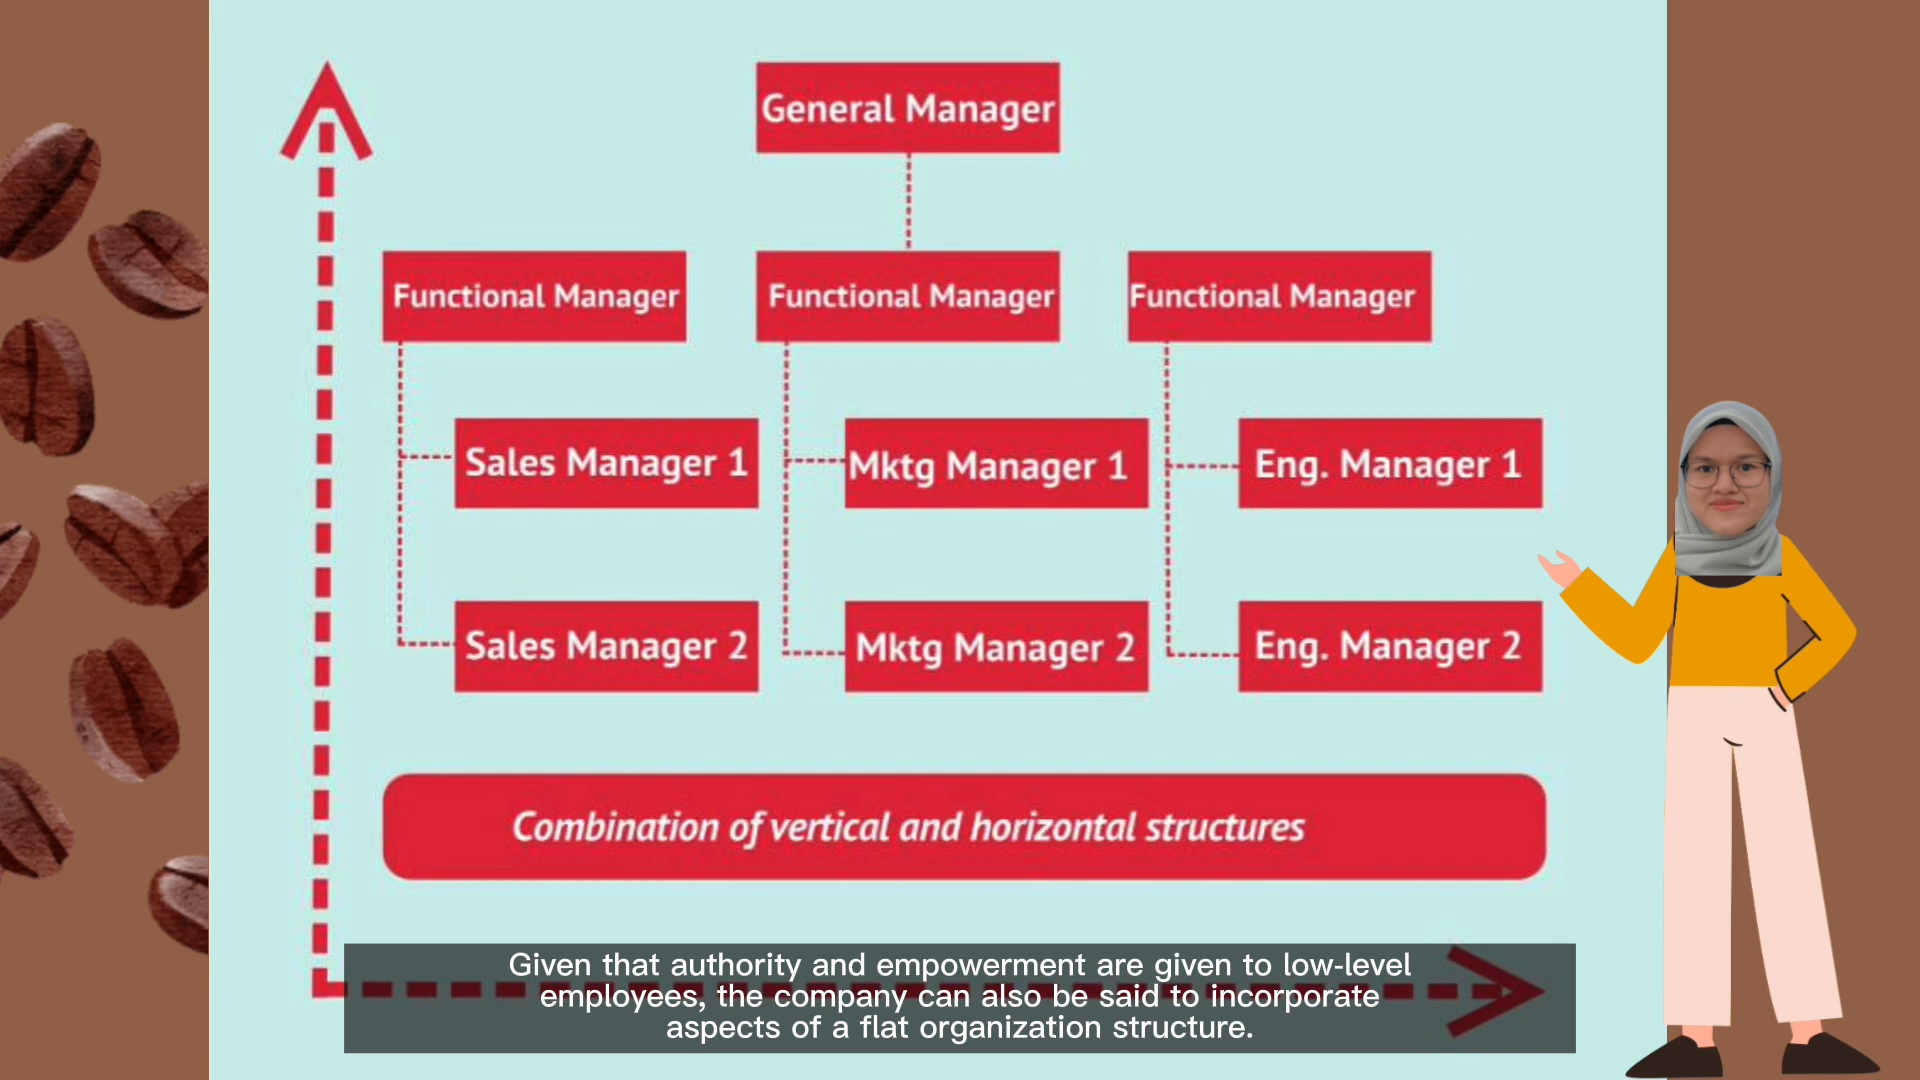 General Manager
Functional Manager
Functional Manager
Functional Manager
Sales Manager 1
Mktg Manager 1
Eng. Manager 1
Sales Manager 2
Mktg Manager 2
Eng. Manager 2
Combination of vertical and horizontal structures
Given that authority and empowerment are given to low-level
employees, the company can also be said to incorporate
aspects of a flat organization structure.